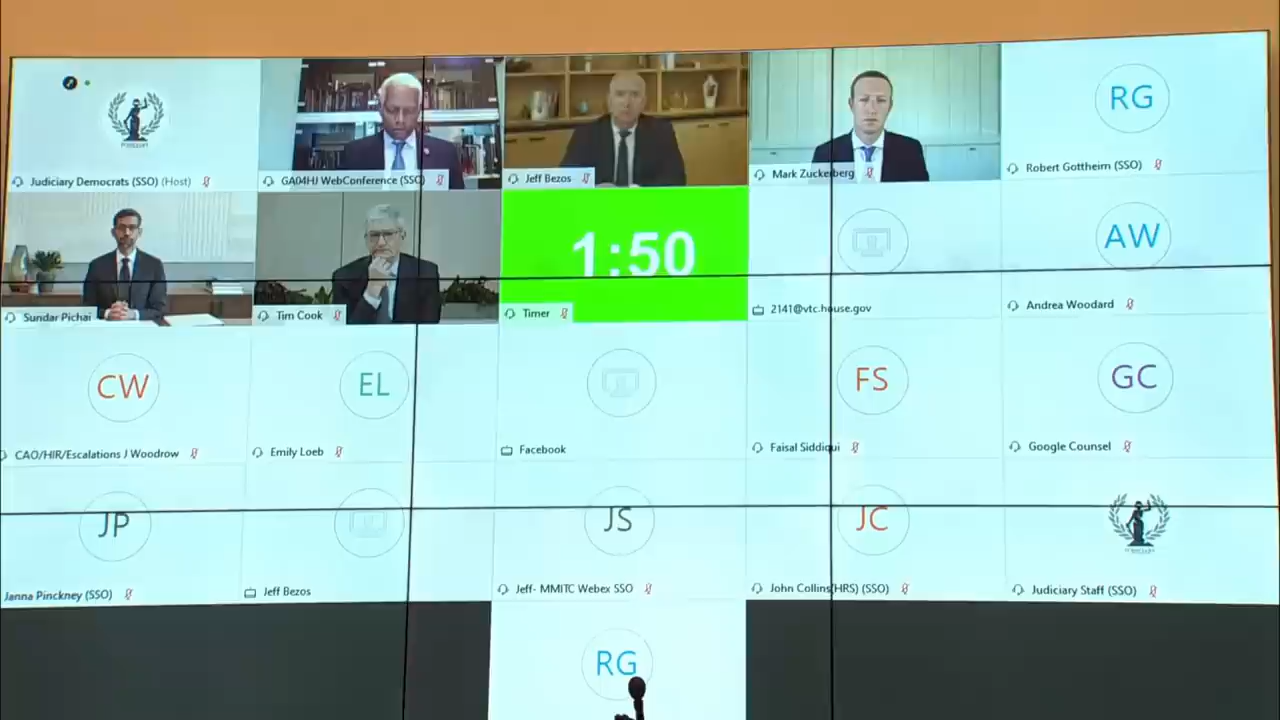 Judiciary Democrats (SSO) (Host)
GA04HJ WebConference (SSO)
Jeff Bezos
Mark Zuckerberg
RG
Robert Gottheim (SSO)
Sundar Pichai
Tim Cook
1:50
Timer
2141@vtc.house.gov
AW
Andrea Woodard
CW
CAO/HIR/Escalations J Woodrow
EL
Emily Loeb
Facebook
FS
Faisal Siddiqui
GC
Google Counsel
JP
Janna Pinckney (SSO)
Jeff Bezos
JS
Jeff- MMITC Webex SSO
JC
John Collins(HRS) (SSO)
Judiciary Staff (SSO)
RG